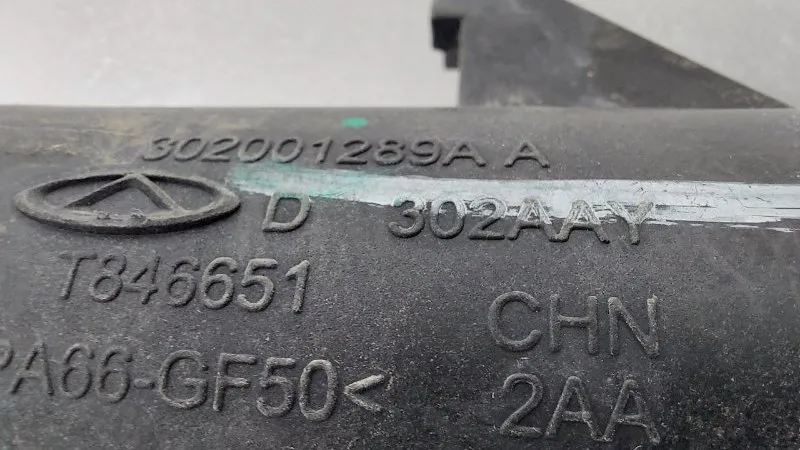 302001289A A
D 302AAY
T846651
CHN
PA66-GF50<
2AA